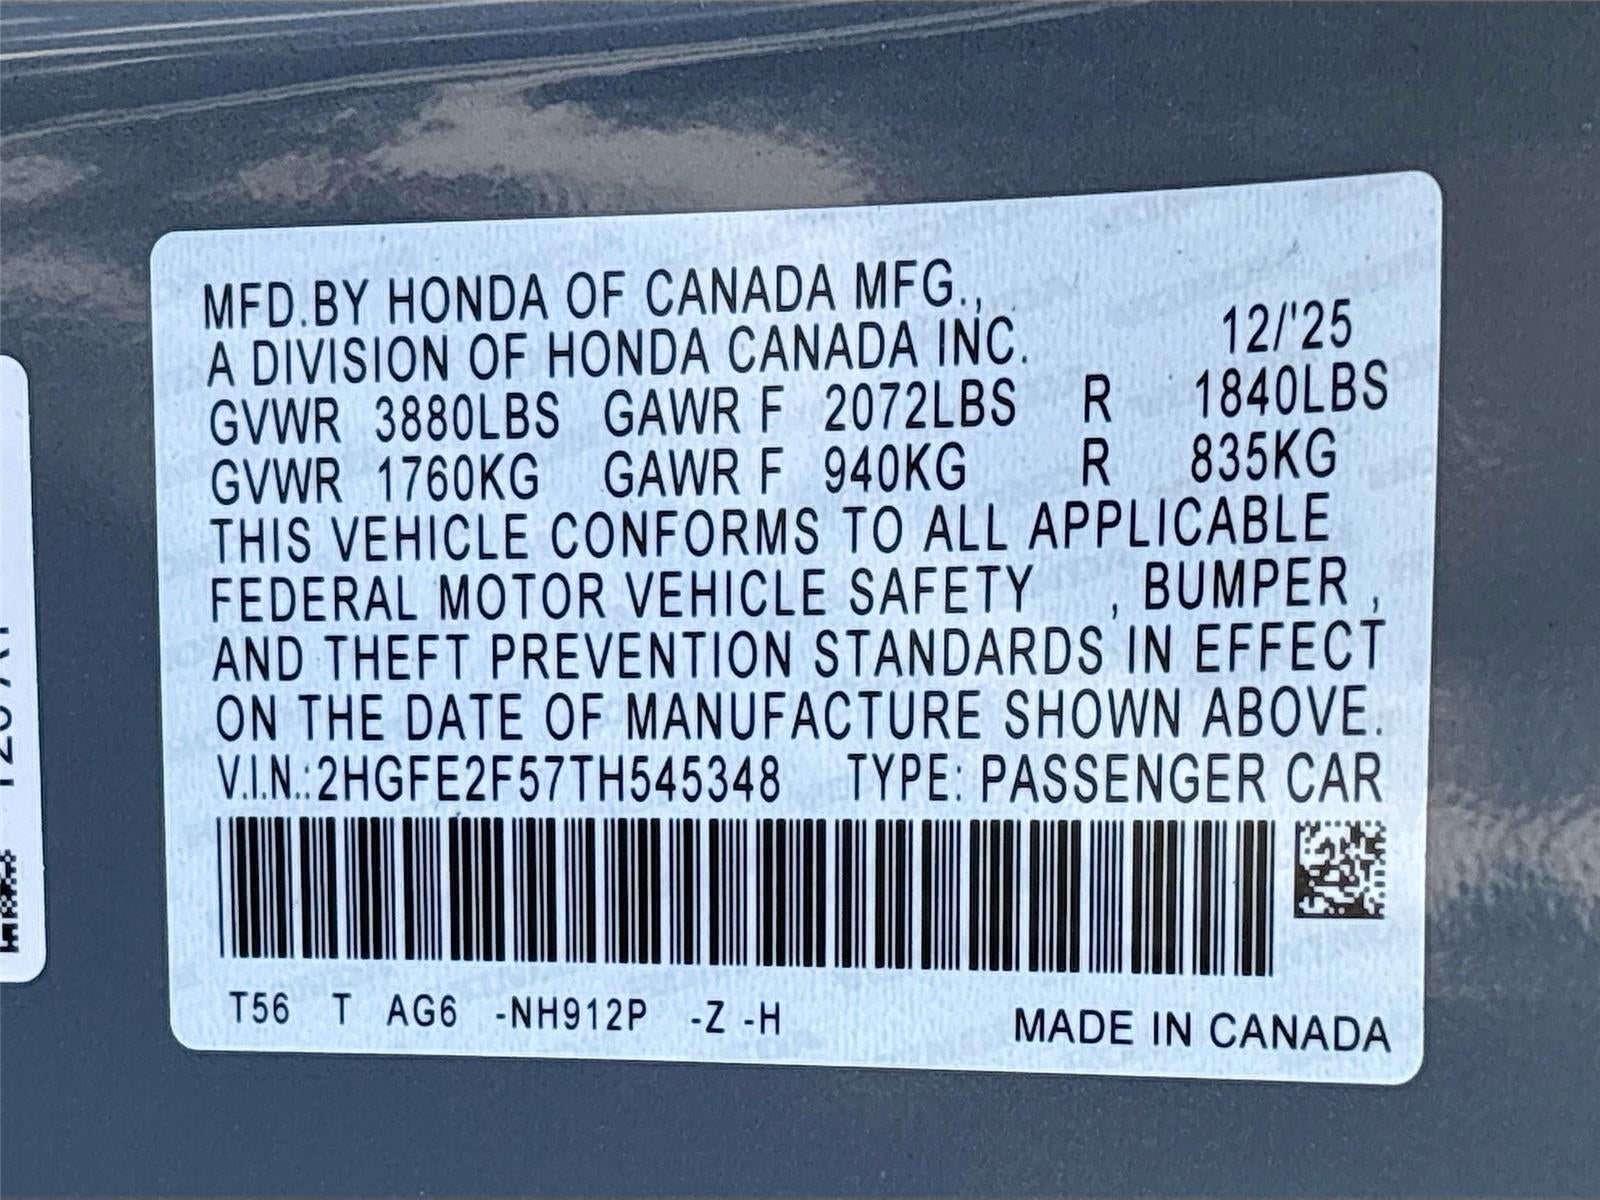 MFD.BY HONDA OF CANADA MFG.,
A DIVISION OF HONDA CANADA INC. 12/'25
GVWR 3880LBS GAWR F 2072LBS R 1840LBS
GVWR 1760KG GAWR F 940KG R 835KG
THIS VEHICLE CONFORMS TO ALL APPLICABLE
FEDERAL MOTOR VEHICLE SAFETY , BUMPER ,
AND THEFT PREVENTION STANDARDS IN EFFECT
ON THE DATE OF MANUFACTURE SHOWN ABOVE.
V.I.N.:2HGFE2F57TH545348 TYPE: PASSENGER CAR
T56 T AG6 -NH912P -Z -H MADE IN CANADA